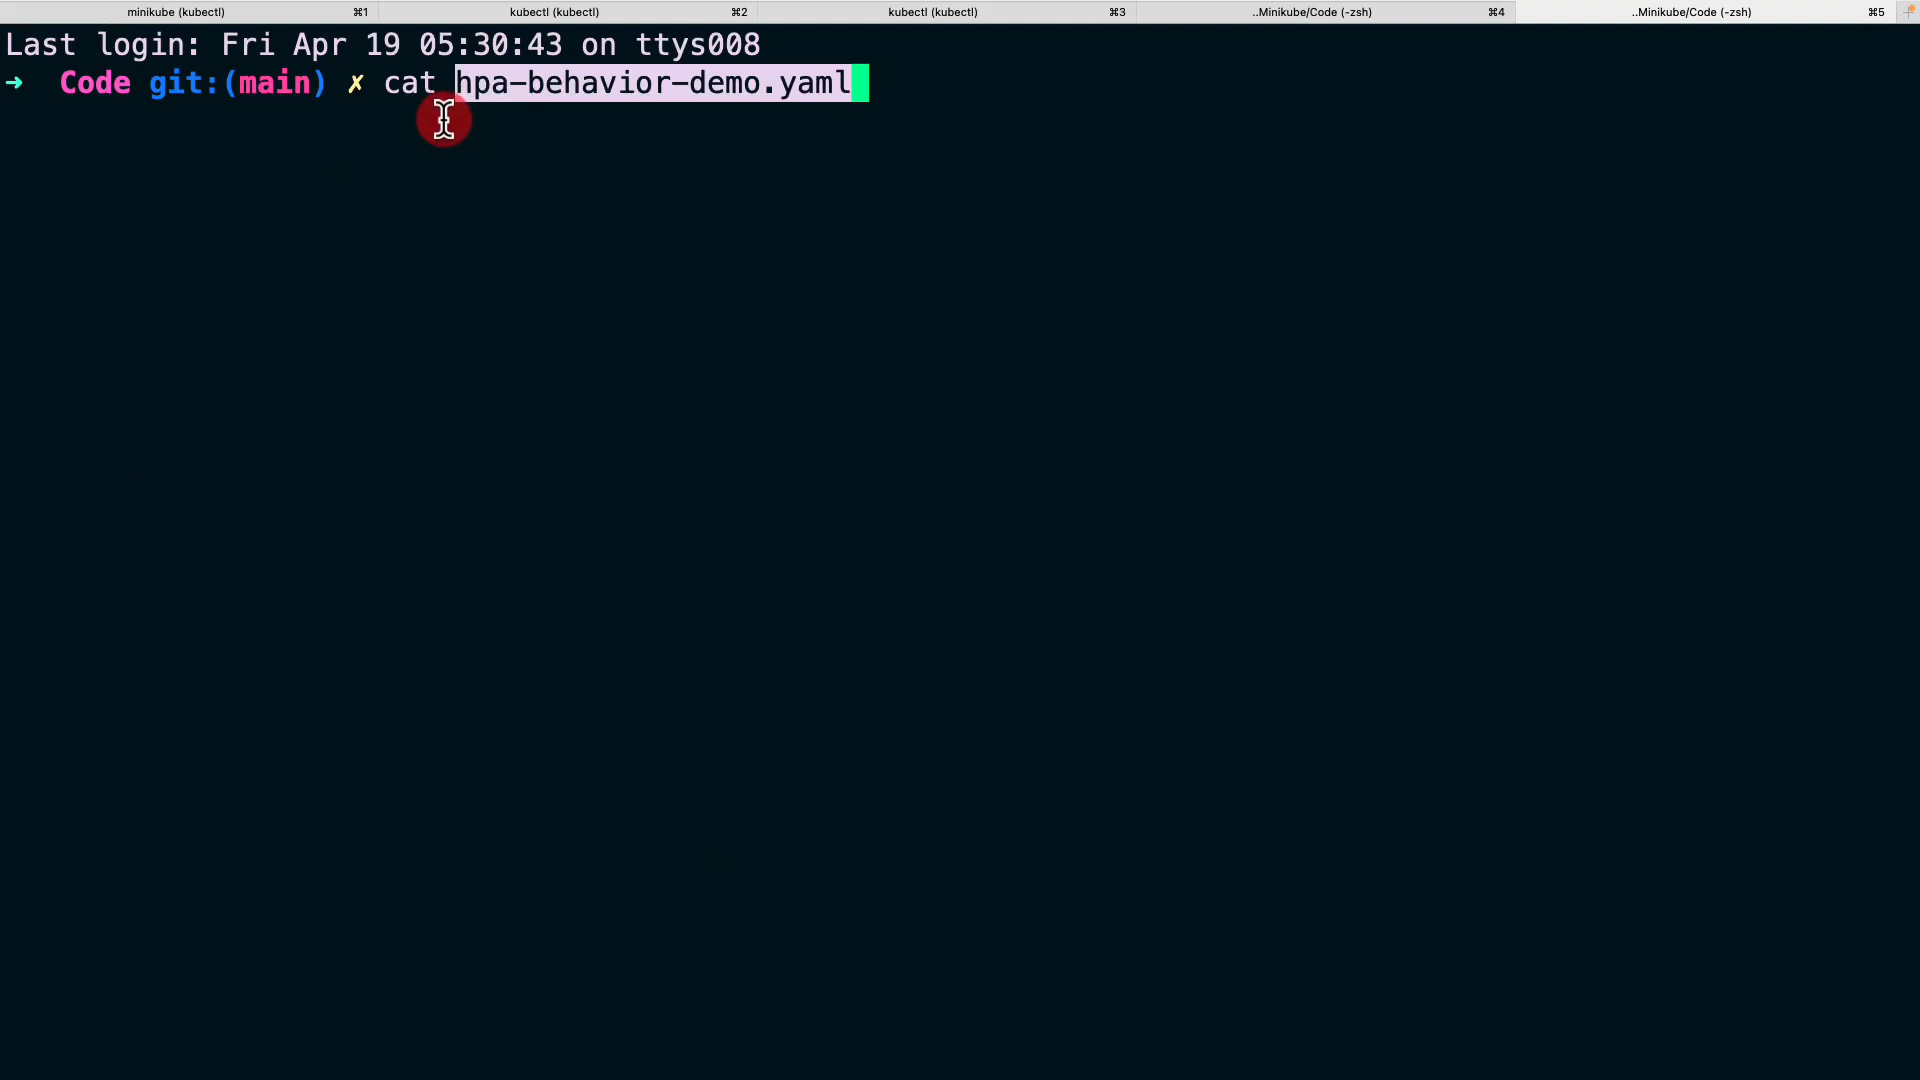 minikube (kubectl) ⌘1 kubectl (kubectl) ⌘2 kubectl (kubectl) ⌘3 ..Minikube/Code (-zsh) ⌘4 ..Minikube/Code (-zsh) ⌘5
Last login: Fri Apr 19 05:30:43 on ttys008
➜ Code git:(main) ✗ cat hpa-behavior-demo.yaml